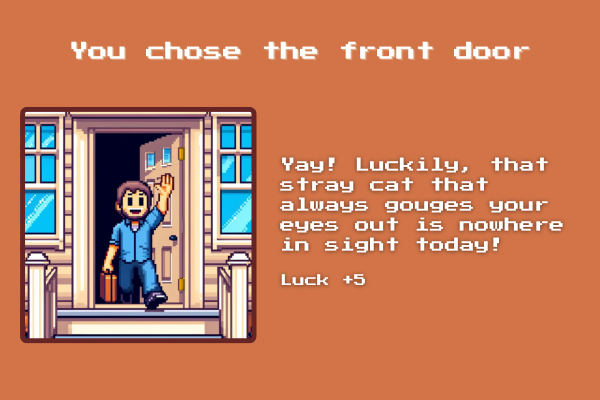 You chose the front door
Yay! Luckily, that
stray cat that
always gouges your
eyes out is nowhere
in sight today!
Luck +5